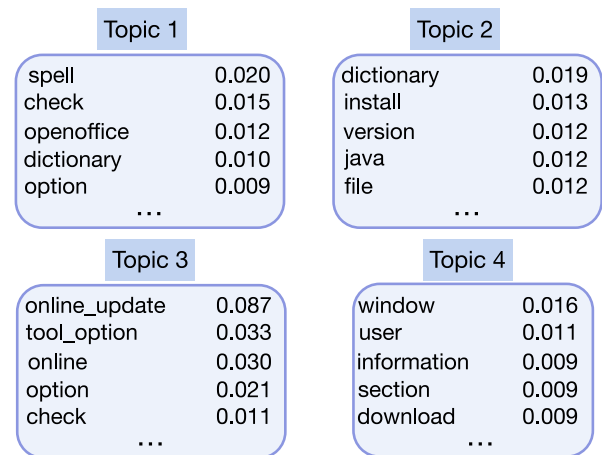 Topic 1
spell 0.020
check 0.015
openoffice 0.012
dictionary 0.010
option 0.009
...
Topic 2
dictionary 0.019
install 0.013
version 0.012
java 0.012
file 0.012
...
Topic 3
online_update 0.087
tool_option 0.033
online 0.030
option 0.021
check 0.011
...
Topic 4
window 0.016
user 0.011
information 0.009
section 0.009
download 0.009
...